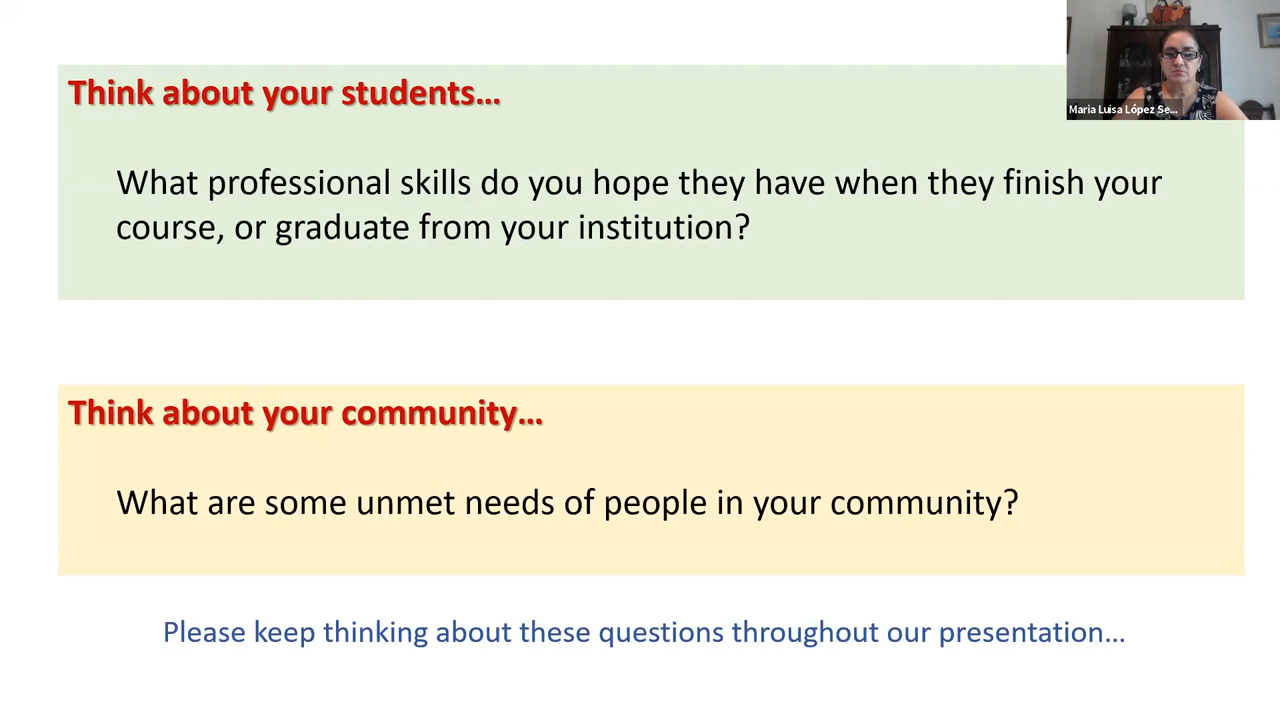 Think about your students...
Maria Luisa López Se...
What professional skills do you hope they have when they finish your
course, or graduate from your institution?
Think about your community...
What are some unmet needs of people in your community?
Please keep thinking about these questions throughout our presentation...